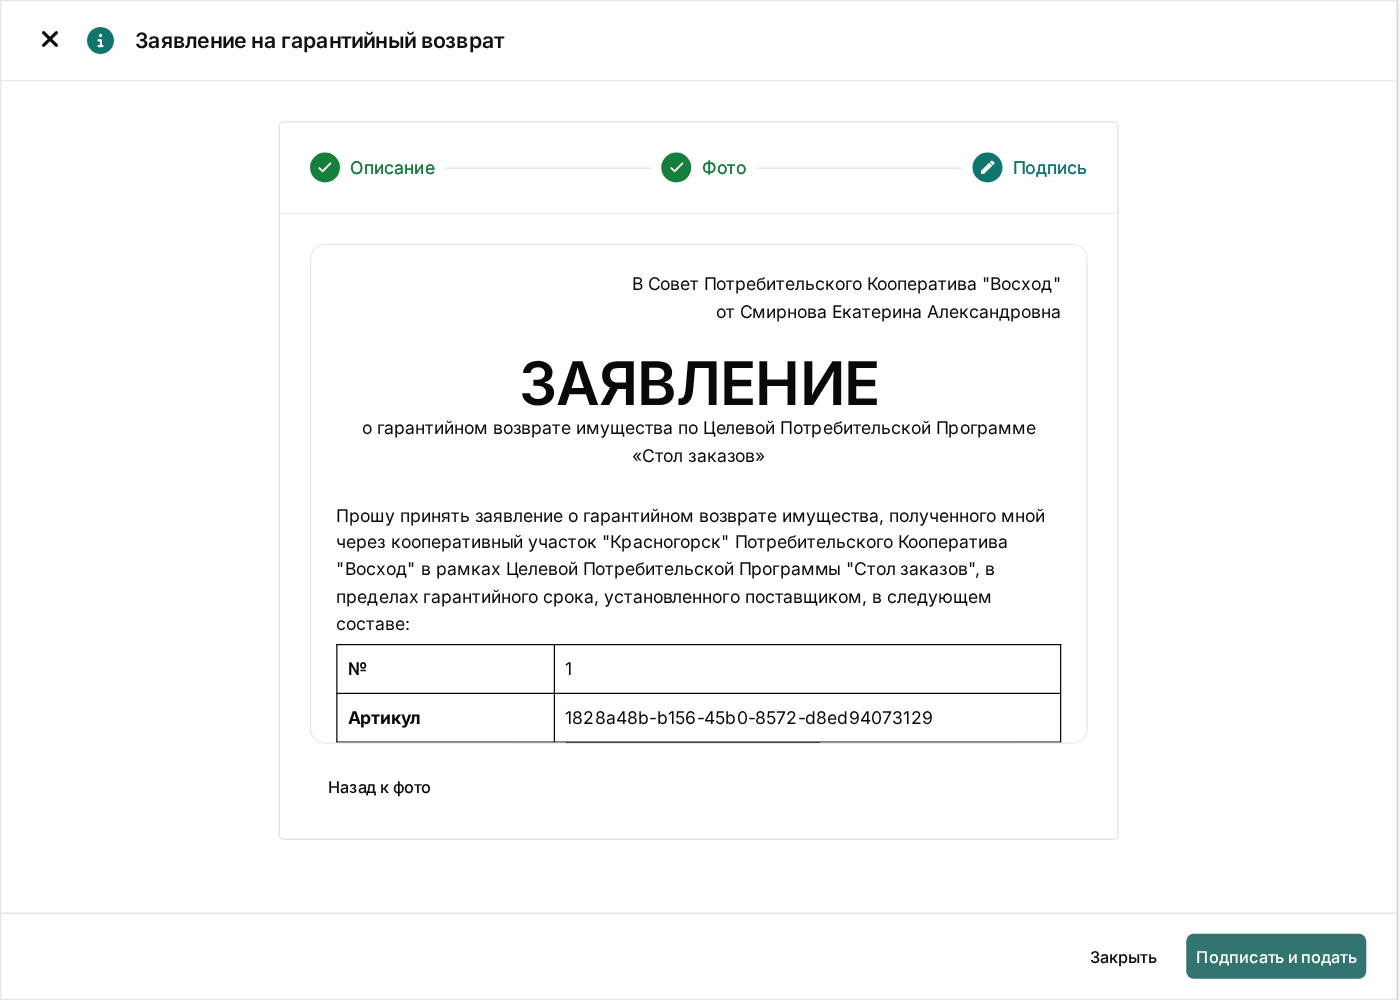 Заявление на гарантийный возврат
Описание
Фото
Подпись
В Совет Потребительского Кооператива "Восход"
от Смирнова Екатерина Александровна
ЗАЯВЛЕНИЕ
о гарантийном возврате имущества по Целевой Потребительской Программе
«Стол заказов»
Прошу принять заявление о гарантийном возврате имущества, полученного мной
через кооперативный участок "Красногорск" Потребительского Кооператива
"Восход" в рамках Целевой Потребительской Программы "Стол заказов", в
пределах гарантийного срока, установленного поставщиком, в следующем
составе:
№ 1
Артикул 1828a48b-b156-45b0-8572-d8ed94073129
Назад к фото
Закрыть
Подписать и подать